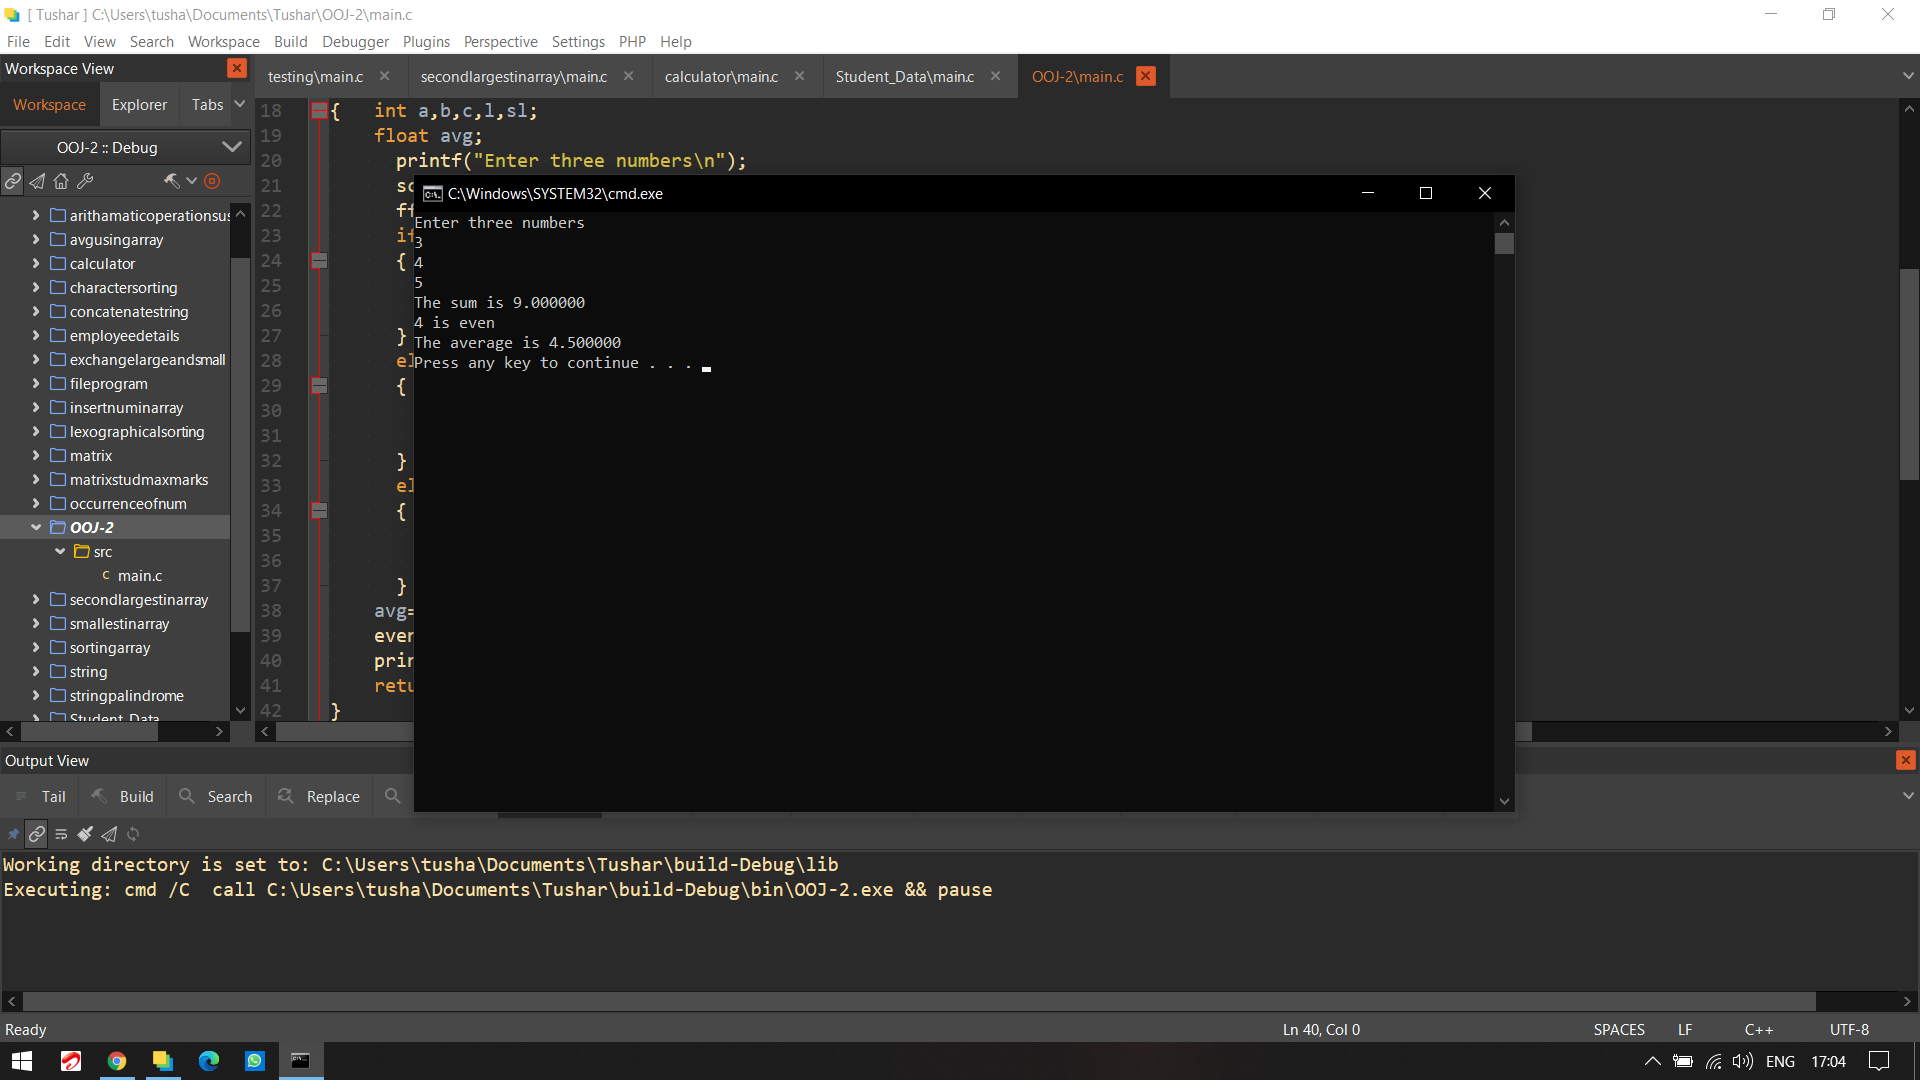 [ Tushar ] C:\Users\tusha\Documents\Tushar\OOJ-2\main.c
File Edit View Search Workspace Build Debugger Plugins Perspective Settings PHP Help
Workspace View
testing\main.c secondlargestinarray\main.c calculator\main.c Student_Data\main.c OOJ-2\main.c
Workspace Explorer Tabs
OOJ-2 :: Debug
arithamaticoperationsus
avgusingarray
calculator
charactersorting
concatenatestring
employeedetails
exchangelargeandsmall
fileprogram
insertnuminarray
lexographicalsorting
matrix
matrixstudmaxmarks
occurrenceofnum
OOJ-2
src
c main.c
secondlargestinarray
smallestinarray
sortingarray
string
stringpalindrome
Student_Data
18 { int a,b,c,l,sl;
19 float avg;
20 printf("Enter three numbers\n");
21 sc
22 ff
23 if
24 {
25
26
27 }
28 el
29 {
30
31
32 }
33 el
34 {
35
36
37 }
38 avg=
39 even
40 prin
41 retu
42 }
C:\Windows\SYSTEM32\cmd.exe
Enter three numbers
3
4
5
The sum is 9.000000
4 is even
The average is 4.500000
Press any key to continue . . .
Output View
Tail Build Search Replace
Working directory is set to: C:\Users\tusha\Documents\Tushar\build-Debug\lib
Executing: cmd /C call C:\Users\tusha\Documents\Tushar\build-Debug\bin\OOJ-2.exe && pause
Ready Ln 40, Col 0 SPACES LF C++ UTF-8
ENG 17:04